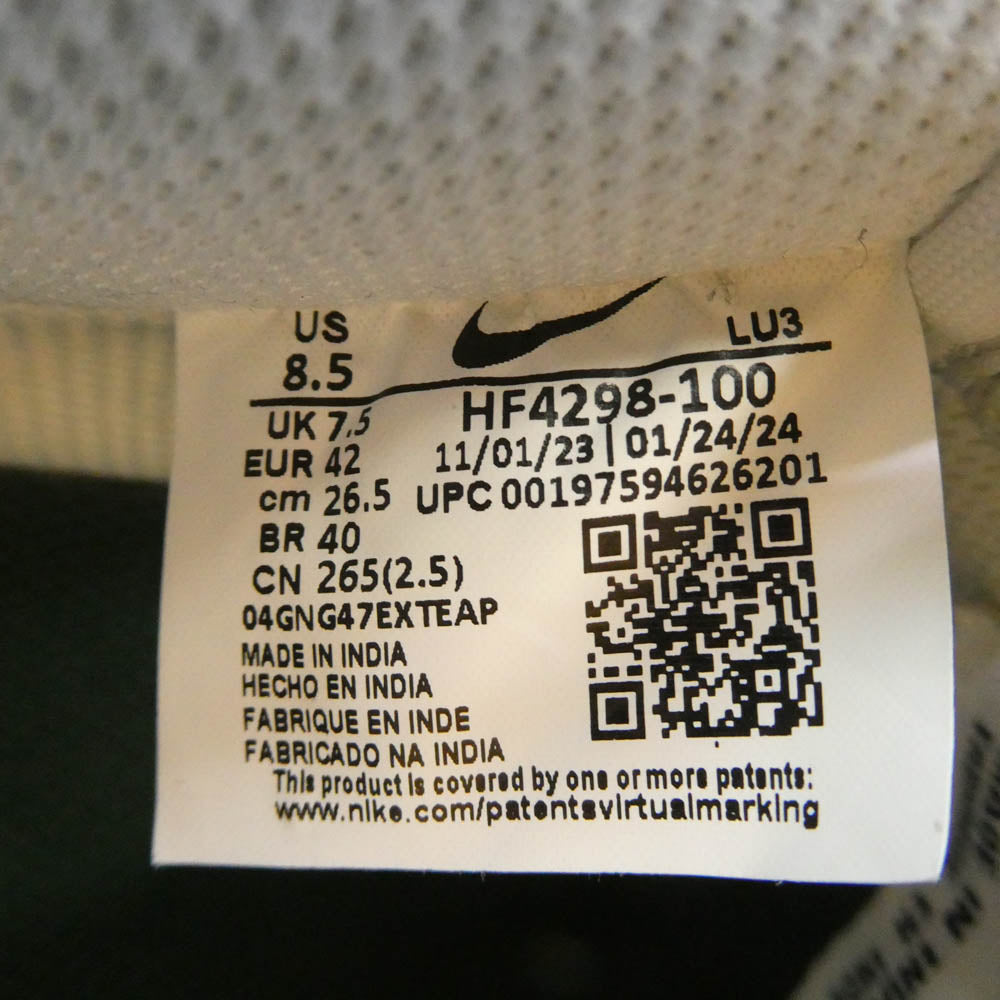 US
8.5
LU3
UK 7.5
HF4298-100
EUR 42
11/01/23 | 01/24/24
cm 26.5
UPC 00197594626201
BR 40
CN 265(2.5)
04GNG47EXTEAP
MADE IN INDIA
HECHO EN INDIA
FABRIQUE EN INDE
FABRICADO NA INDIA
This product is covered by one or more patents:
www.nike.com/patentsvirtualmarking